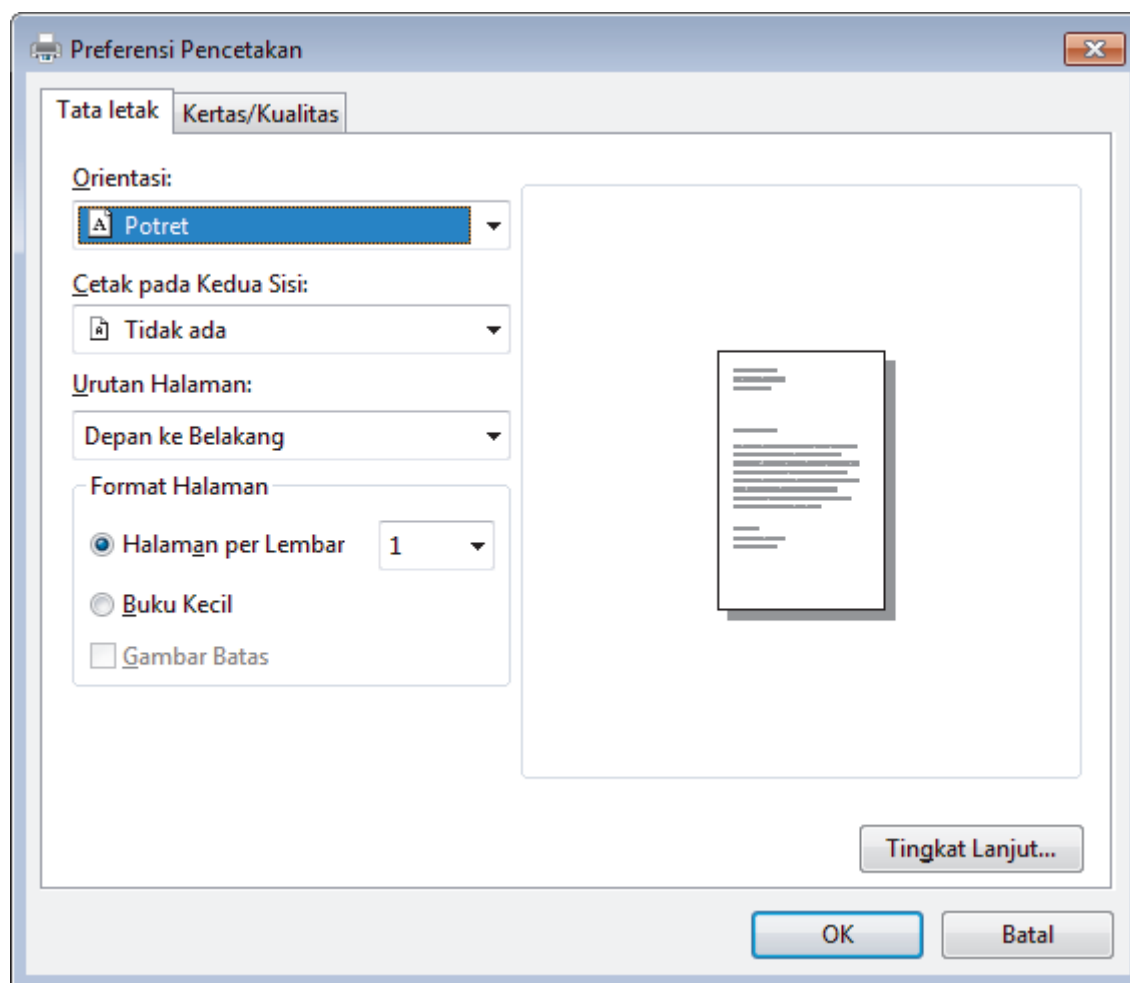 Preferensi Pencetakan
Tata letak
Kertas/Kualitas
Orientasi:
Potret
Cetak pada Kedua Sisi:
Tidak ada
Urutan Halaman:
Depan ke Belakang
Format Halaman
Halaman per Lembar 1
Buku Kecil
Gambar Batas
Tingkat Lanjut...
OK
Batal